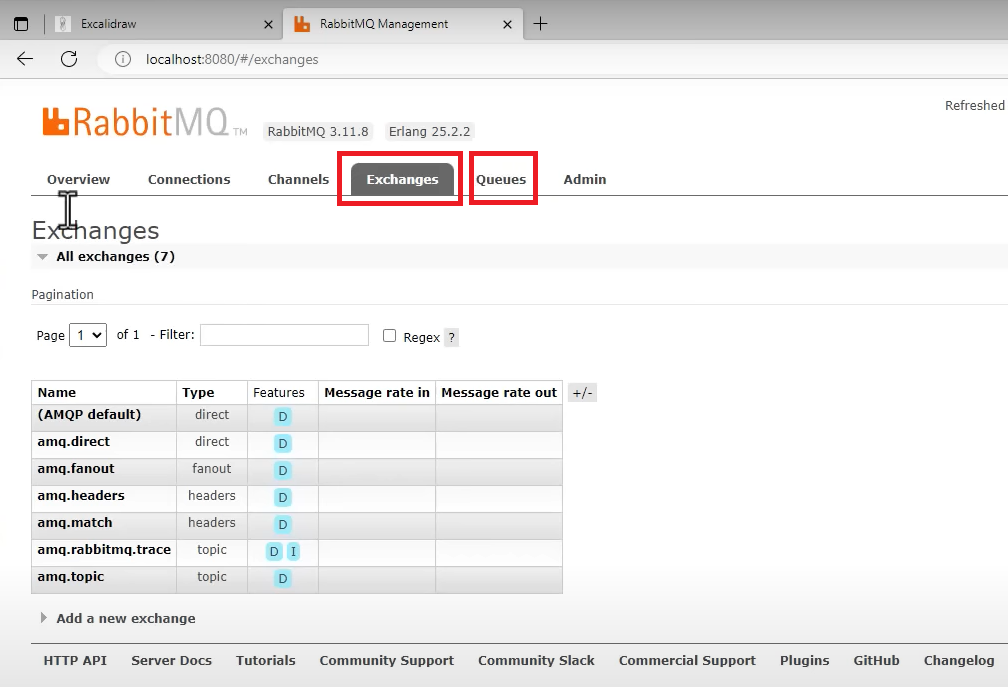 Excalidraw
RabbitMQ Management
localhost:8080/#/exchanges
Refreshed
RabbitMQ TM
RabbitMQ 3.11.8 Erlang 25.2.2
Overview Connections Channels Exchanges Queues Admin
Exchanges
All exchanges (7)
Pagination
Page 1 of 1 - Filter: Regex ?
Name Type Features Message rate in Message rate out +/-
(AMQP default) direct D
amq.direct direct D
amq.fanout fanout D
amq.headers headers D
amq.match headers D
amq.rabbitmq.trace topic D I
amq.topic topic D
Add a new exchange
HTTP API Server Docs Tutorials Community Support Community Slack Commercial Support Plugins GitHub Changelog